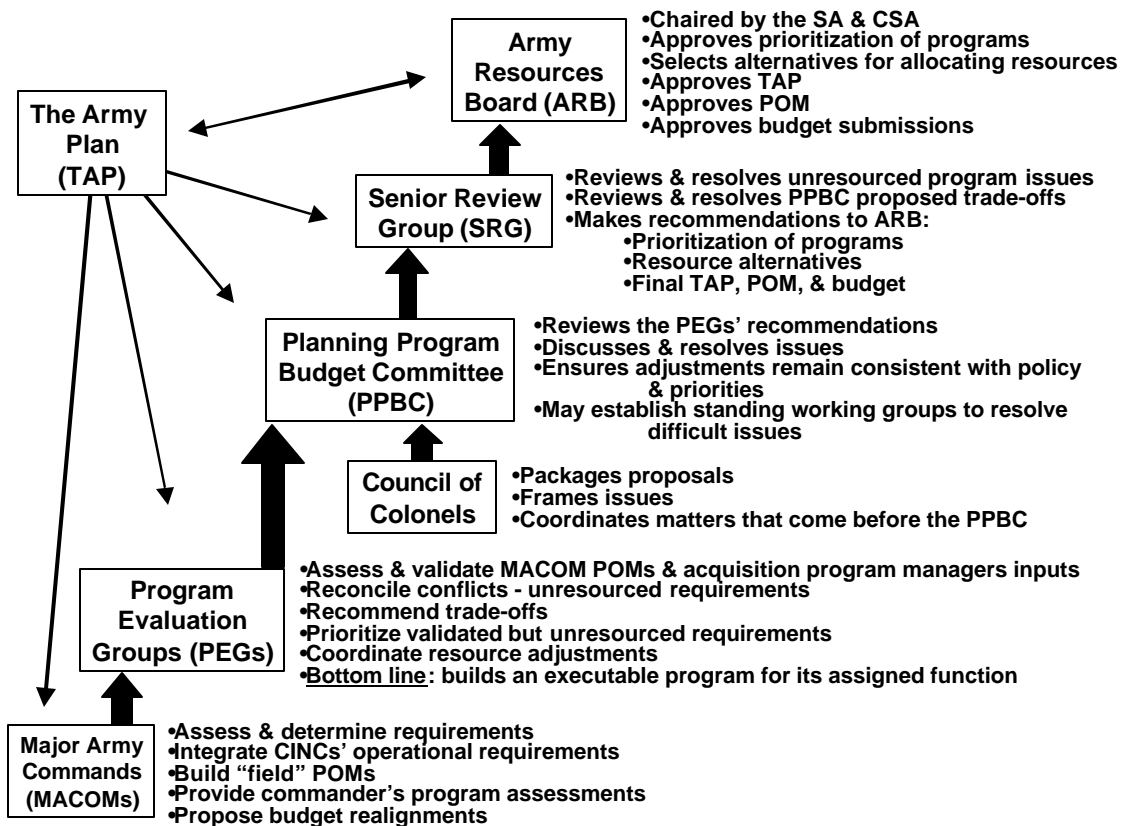 Army
Resources
Board (ARB)
•Chaired by the SA & CSA
•Approves prioritization of programs
•Selects alternatives for allocating resources
•Approves TAP
•Approves POM
•Approves budget submissions
The Army
Plan
(TAP)
Senior Review
Group (SRG)
•Reviews & resolves unresourced program issues
•Reviews & resolves PPBC proposed trade-offs
•Makes recommendations to ARB:
•Prioritization of programs
•Resource alternatives
•Final TAP, POM, & budget
Planning Program
Budget Committee
(PPBC)
•Reviews the PEGs' recommendations
•Discusses & resolves issues
•Ensures adjustments remain consistent with policy
& priorities
•May establish standing working groups to resolve
difficult issues
Council of
Colonels
•Packages proposals
•Frames issues
•Coordinates matters that come before the PPBC
Program
Evaluation
Groups (PEGs)
•Assess & validate MACOM POMs & acquisition program managers inputs
•Reconcile conflicts - unresourced requirements
•Recommend trade-offs
•Prioritize validated but unresourced requirements
•Coordinate resource adjustments
•Bottom line: builds an executable program for its assigned function
Major Army
Commands
(MACOMs)
•Assess & determine requirements
•Integrate CINCs' operational requirements
•Build “field” POMs
•Provide commander's program assessments
•Propose budget realignments